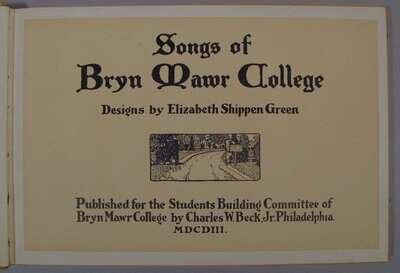 Songs of
Bryn Mawr College
Designs by Elizabeth Shippen Green
Published for the Students Building Committee of
Bryn Mawr College by Charles W. Beck, Jr. Philadelphia.
MDCDIII.